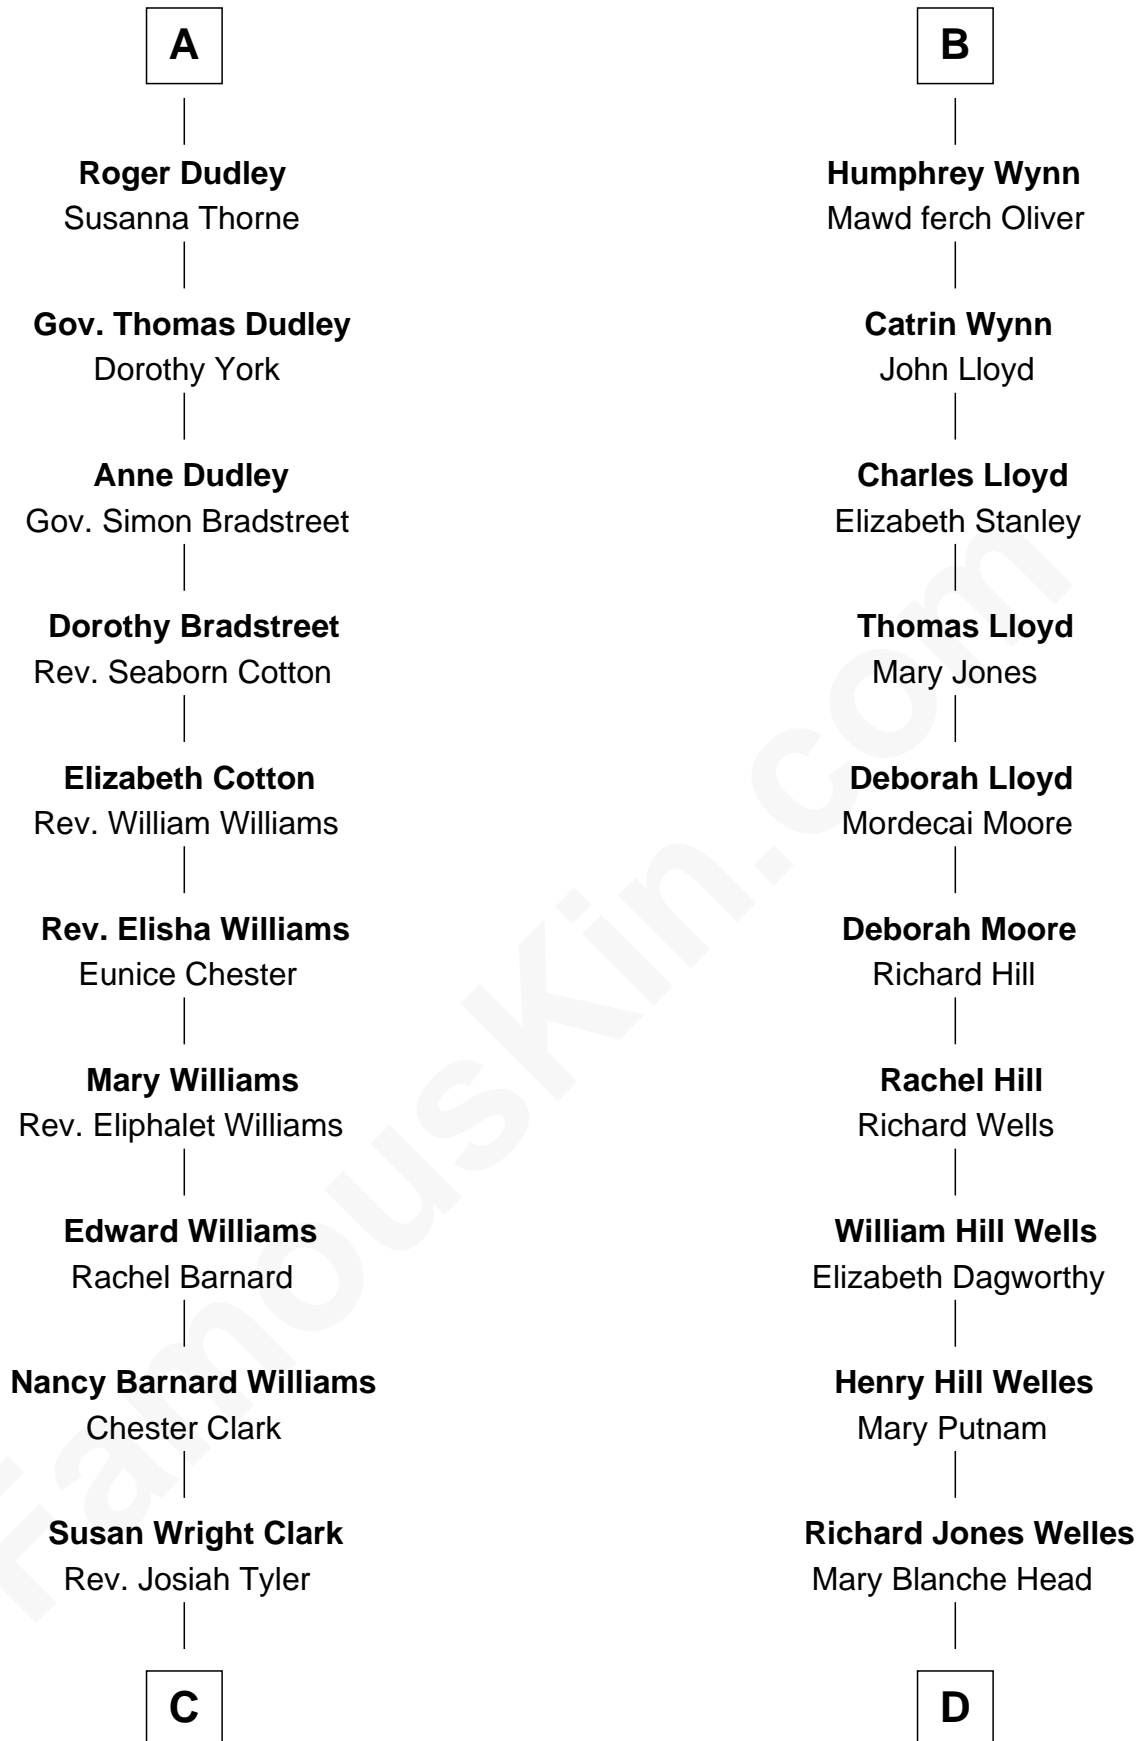 A
Roger Dudley
Susanna Thorne
Gov. Thomas Dudley
Dorothy York
Anne Dudley
Gov. Simon Bradstreet
Dorothy Bradstreet
Rev. Seaborn Cotton
Elizabeth Cotton
Rev. William Williams
Rev. Elisha Williams
Eunice Chester
Mary Williams
Rev. Eliphalet Williams
Edward Williams
Rachel Barnard
Nancy Barnard Williams
Chester Clark
Susan Wright Clark
Rev. Josiah Tyler
C
B
Humphrey Wynn
Mawd ferch Oliver
Catrin Wynn
John Lloyd
Charles Lloyd
Elizabeth Stanley
Thomas Lloyd
Mary Jones
Deborah Lloyd
Mordecai Moore
Deborah Moore
Richard Hill
Rachel Hill
Richard Wells
William Hill Wells
Elizabeth Dagworthy
Henry Hill Welles
Mary Putnam
Richard Jones Welles
Mary Blanche Head
D
FamousKin.com